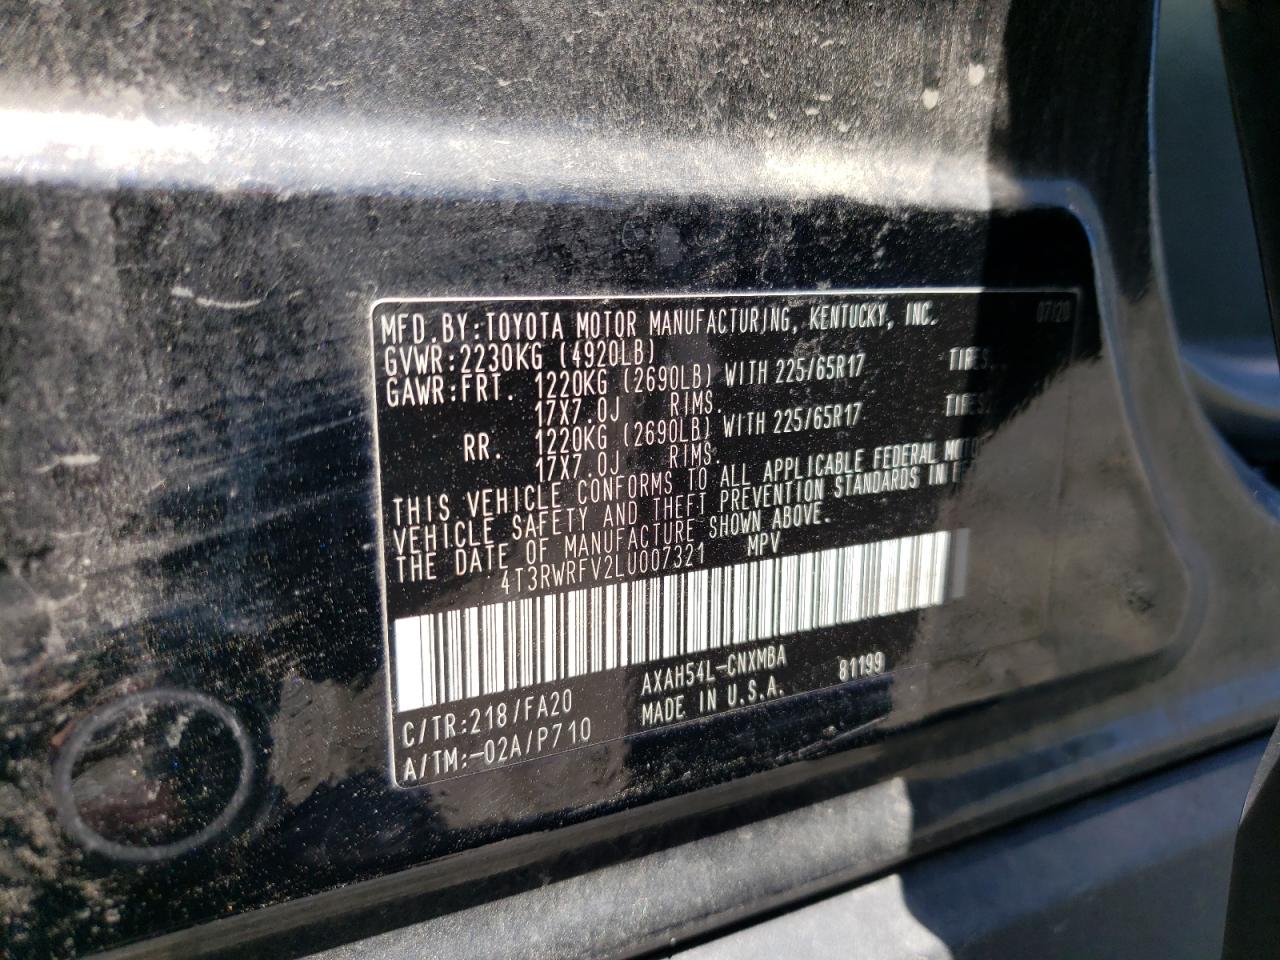 MFD. BY: TOYOTA MOTOR MANUFACTURING, KENTUCKY, INC. 07/20
GVWR: 2230KG (4920LB)
GAWR: FRT. 1220KG (2690LB) WITH 225/65R17 TIRES,
17X7.0J RIMS.
RR. 1220KG (2690LB) WITH 225/65R17 TIRES,
17X7.0J RIMS.
THIS VEHICLE CONFORMS TO ALL APPLICABLE FEDERAL MOTOR
VEHICLE SAFETY AND THEFT PREVENTION STANDARDS IN
THE DATE OF MANUFACTURE SHOWN ABOVE.
4T3RWRFV2LU007321 MPV
C/TR: 218/FA20 AXAH54L-CNXMBA 81199
A/TM: -02A/P710 MADE IN U.S.A.